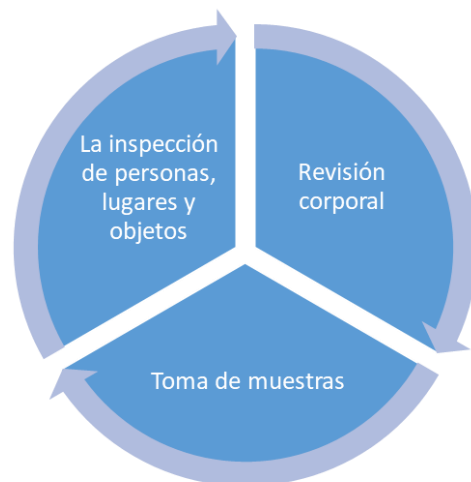 La inspección
de personas,
lugares y
objetos
Revisión
corporal
Toma de muestras